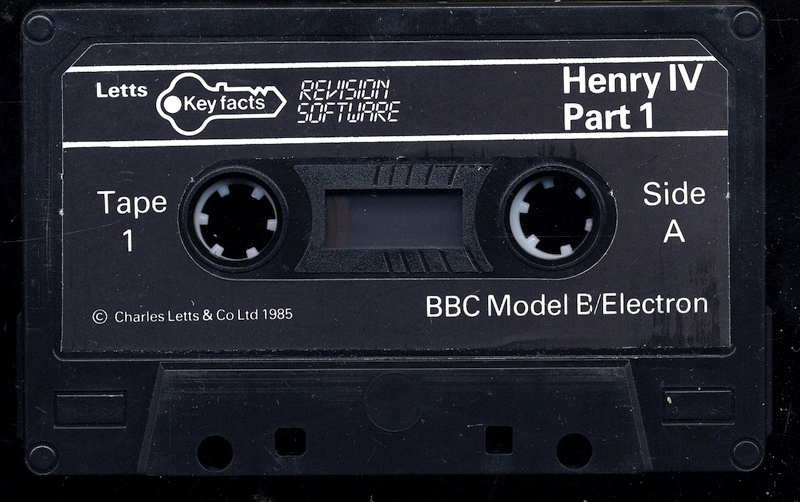 Letts
Key facts
REVISION
SOFTWARE
Henry IV
Part 1
Tape
1
Side
A
© Charles Letts & Co Ltd 1985
BBC Model B/Electron